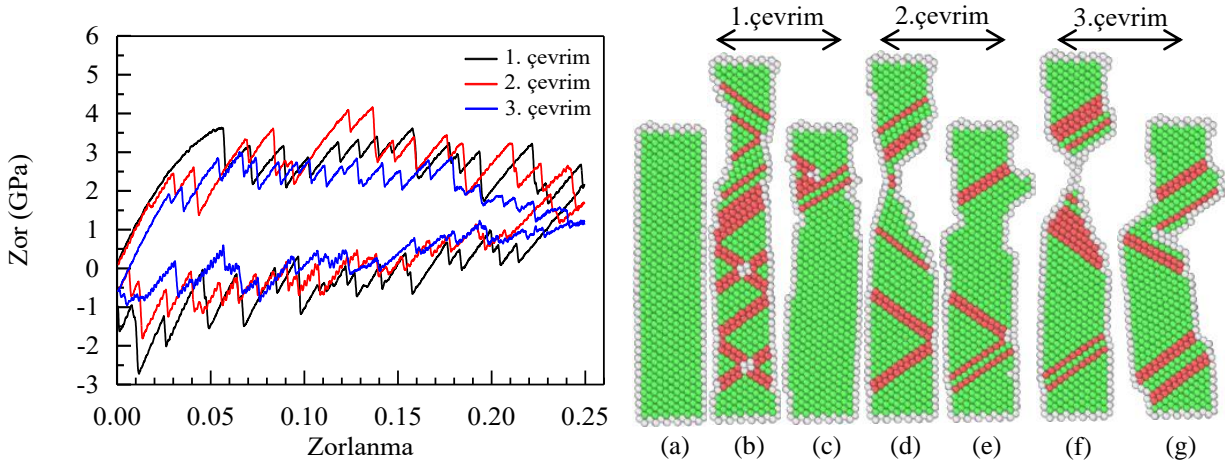 Zor (GPa)
6
5
4
3
2
1
0
-1
-2
-3
0.00
0.05
0.10
0.15
0.20
0.25
Zorlanma
1. çevrim
2. çevrim
3. çevrim
1.çevrim
2.çevrim
3.çevrim
(a)
(b)
(c)
(d)
(e)
(f)
(g)